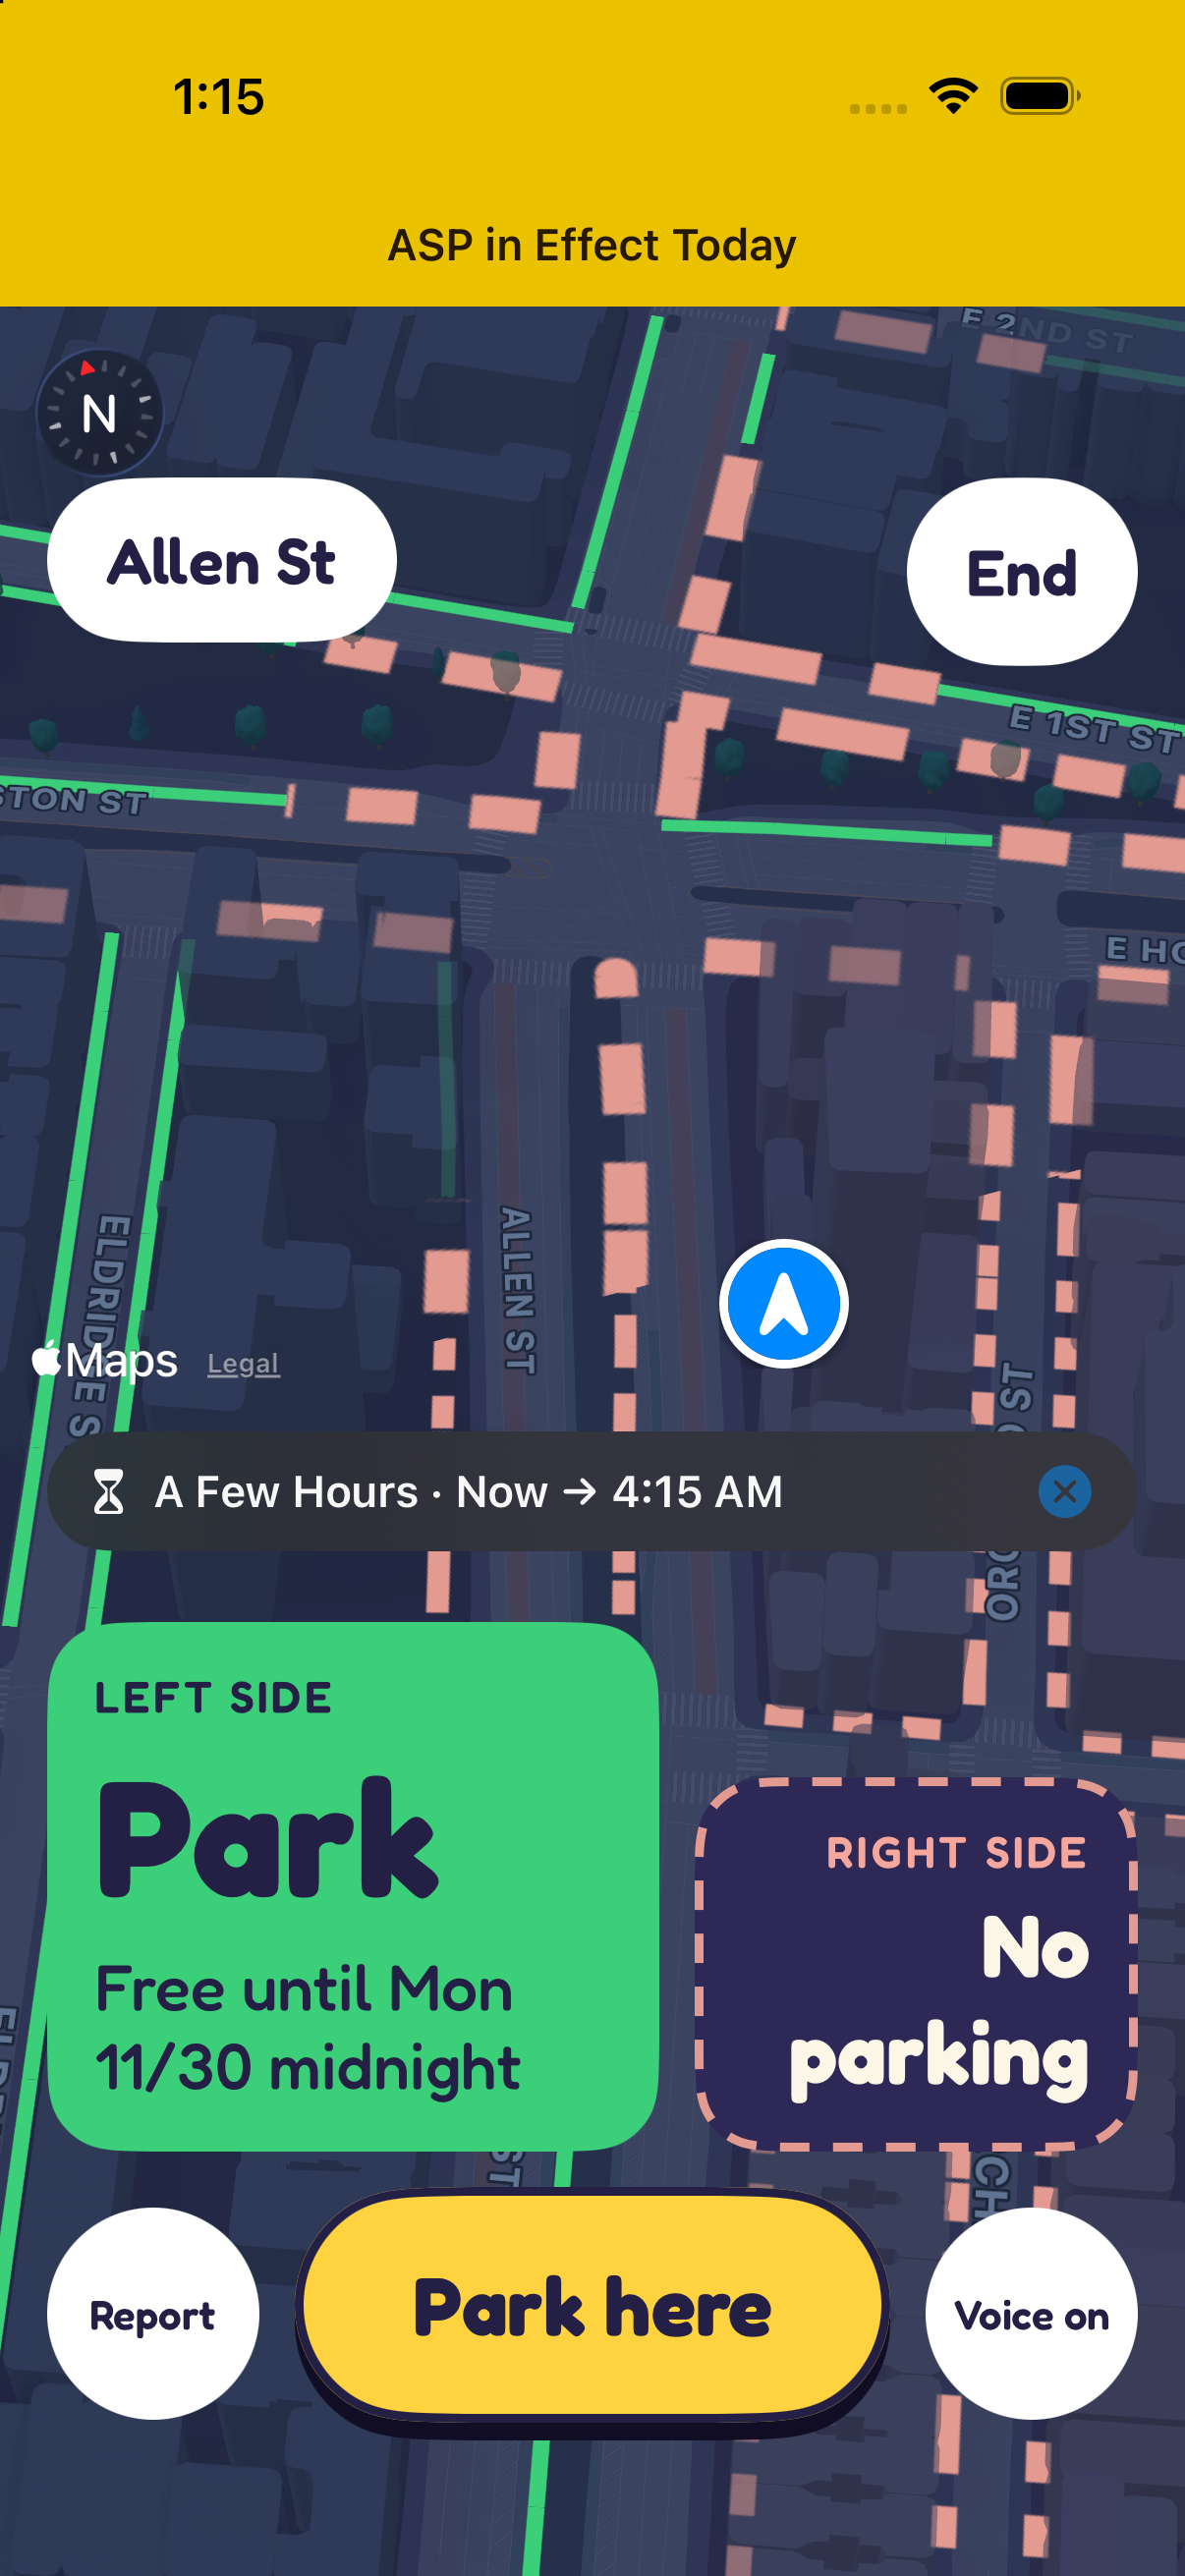 1:15
ASP in Effect Today
E 2ND ST
N
Allen St
End
E 1ST ST
STON ST
E HO
ALLEN ST
Maps Legal
A Few Hours · Now → 4:15 AM
LEFT SIDE
Park
Free until Mon
11/30 midnight
RIGHT SIDE
No
parking
ST
CH
Report
Park here
Voice on